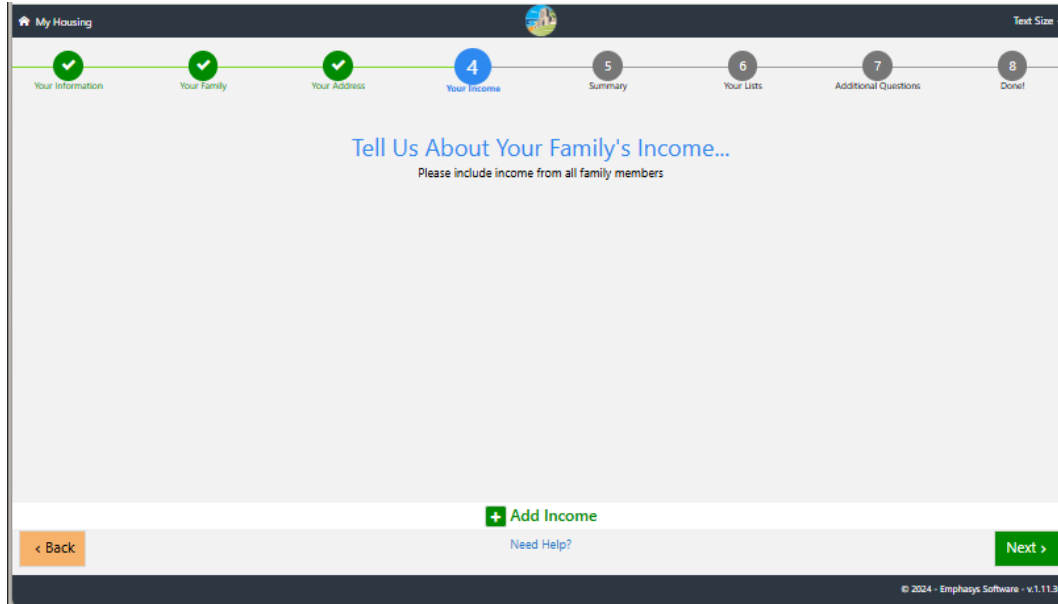 My Housing
Text Size
4
5
6
7
8
Your Information
Your Family
Your Address
Your Income
Summary
Your Lists
Additional Questions
Done!
Tell Us About Your Family's Income...
Please include income from all family members
+ Add Income
‹ Back
Need Help?
Next ›
© 2024 - Emphasys Software - v.1.11.3